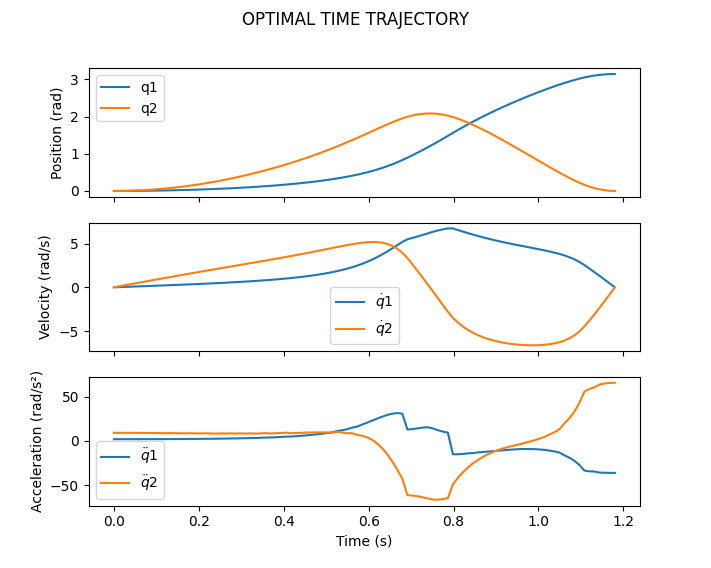 OPTIMAL TIME TRAJECTORY
Position (rad)
3
2
1
0
q1
q2
Velocity (rad/s)
5
0
−5
q̇1
q̇2
Acceleration (rad/s²)
50
0
−50
q̈1
q̈2
0.0 0.2 0.4 0.6 0.8 1.0 1.2
Time (s)